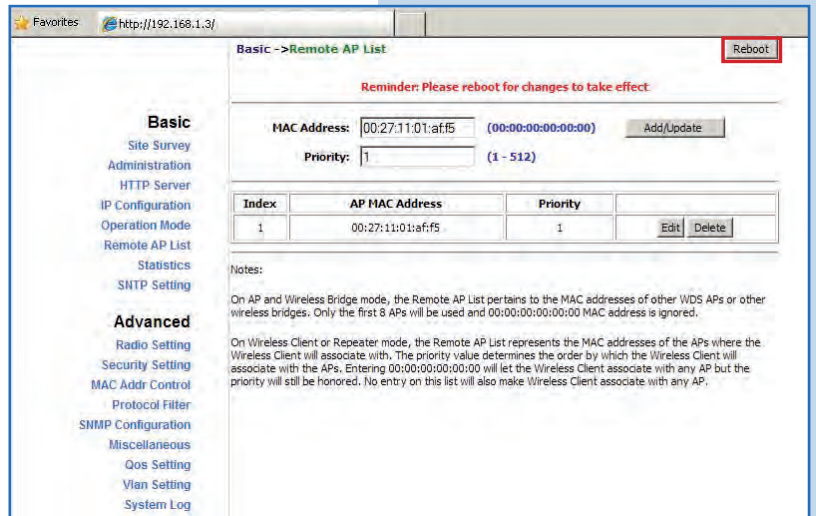 Favorites http://192.168.1.3/
Basic ->Remote AP List Reboot
Reminder: Please reboot for changes to take effect
Basic
Site Survey
Administration
HTTP Server
IP Configuration
Operation Mode
Remote AP List
Statistics
SNTP Setting
Advanced
Radio Setting
Security Setting
MAC Addr Control
Protocol Filter
SNMP Configuration
Miscellaneous
Qos Setting
Vlan Setting
System Log
MAC Address: 00:27:11:01:af:f5 (00:00:00:00:00:00) Add/Update
Priority: 1 (1 - 512)
Index AP MAC Address Priority
1 00:27:11:01:af:f5 1 Edit Delete
Notes:
On AP and Wireless Bridge mode, the Remote AP List pertains to the MAC addresses of other WDS APs or other
wireless bridges. Only the first 8 APs will be used and 00:00:00:00:00:00 MAC address is ignored.
On Wireless Client or Repeater mode, the Remote AP List represents the MAC addresses of the APs where the
Wireless Client will associate with. The priority value determines the order by which the Wireless Client will
associate with the APs. Entering 00:00:00:00:00:00 will let the Wireless Client associate with any AP but the
priority will still be honored. No entry on this list will also make Wireless Client associate with any AP.